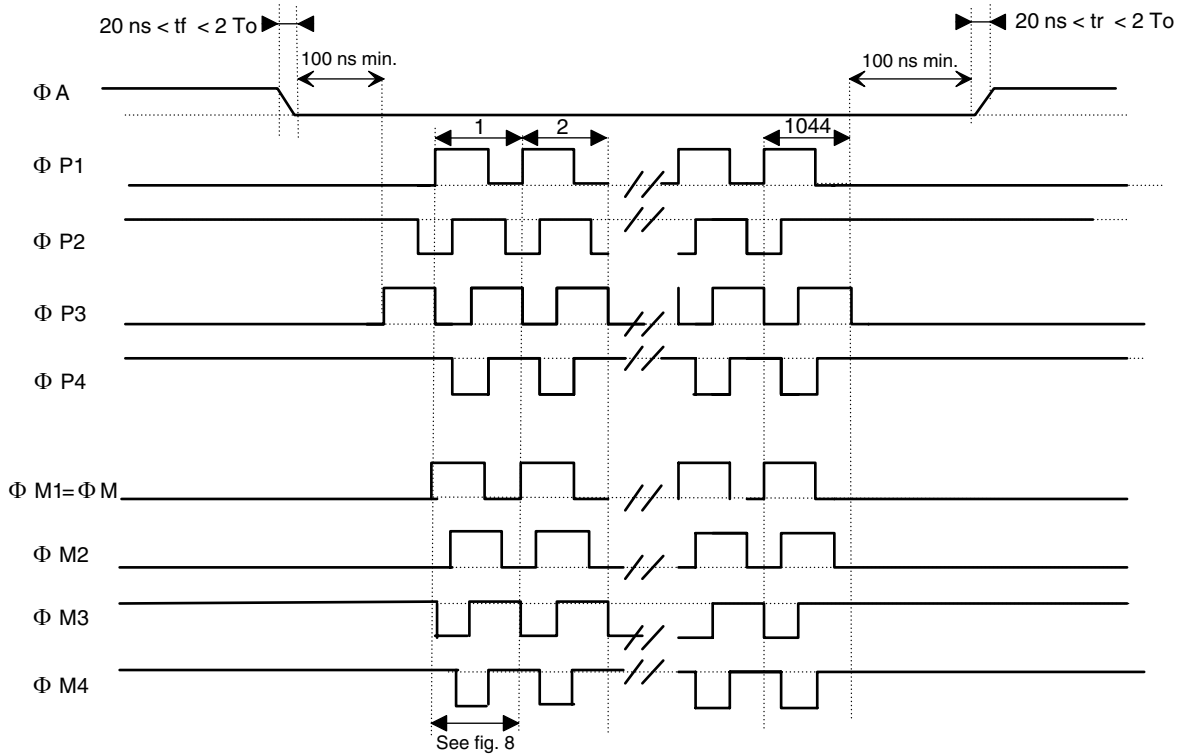 20 ns < tf < 2 To
20 ns < tr < 2 To
100 ns min.
100 ns min.
Φ A
1
2
1044
Φ P1
Φ P2
Φ P3
Φ P4
Φ M1=Φ M
Φ M2
Φ M3
Φ M4
See fig. 8